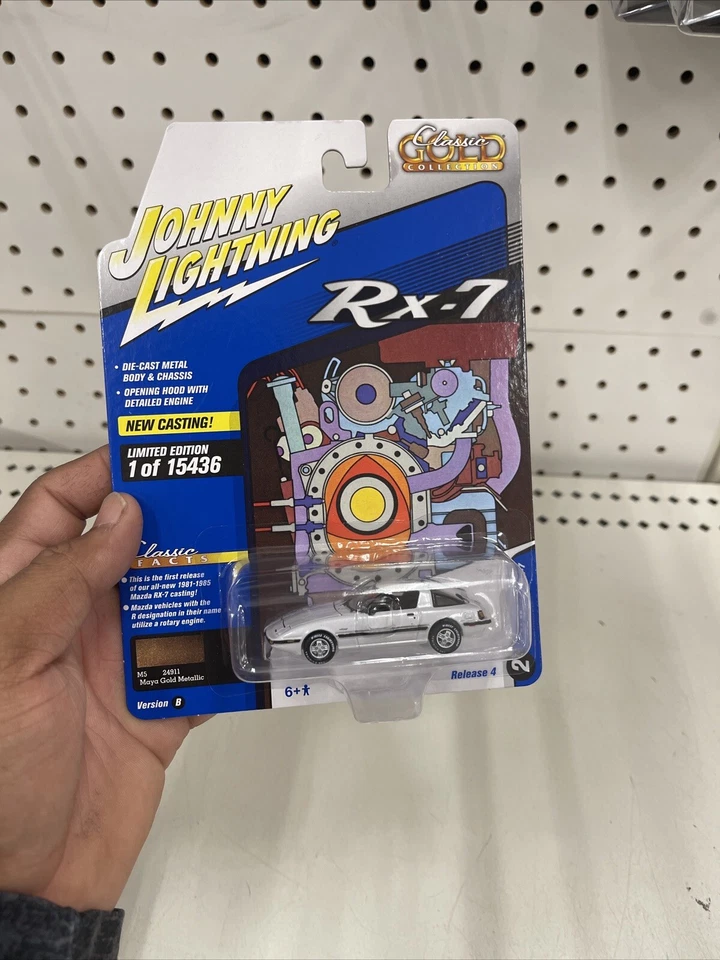 Classic
GOLD
COLLECTION
JOHNNY
LIGHTNING
Rx-7
• DIE-CAST METAL
BODY & CHASSIS
• OPENING HOOD WITH
DETAILED ENGINE
NEW CASTING!
LIMITED EDITION
1 of 15436
Classic
FACTS
• This is the first release
of our all-new 1981-1985
Mazda RX-7 casting!
• Mazda vehicles with the
R designation in their name
utilize a rotary engine.
M5 24911
Maya Gold Metallic
Version B
6+
Release 4
2